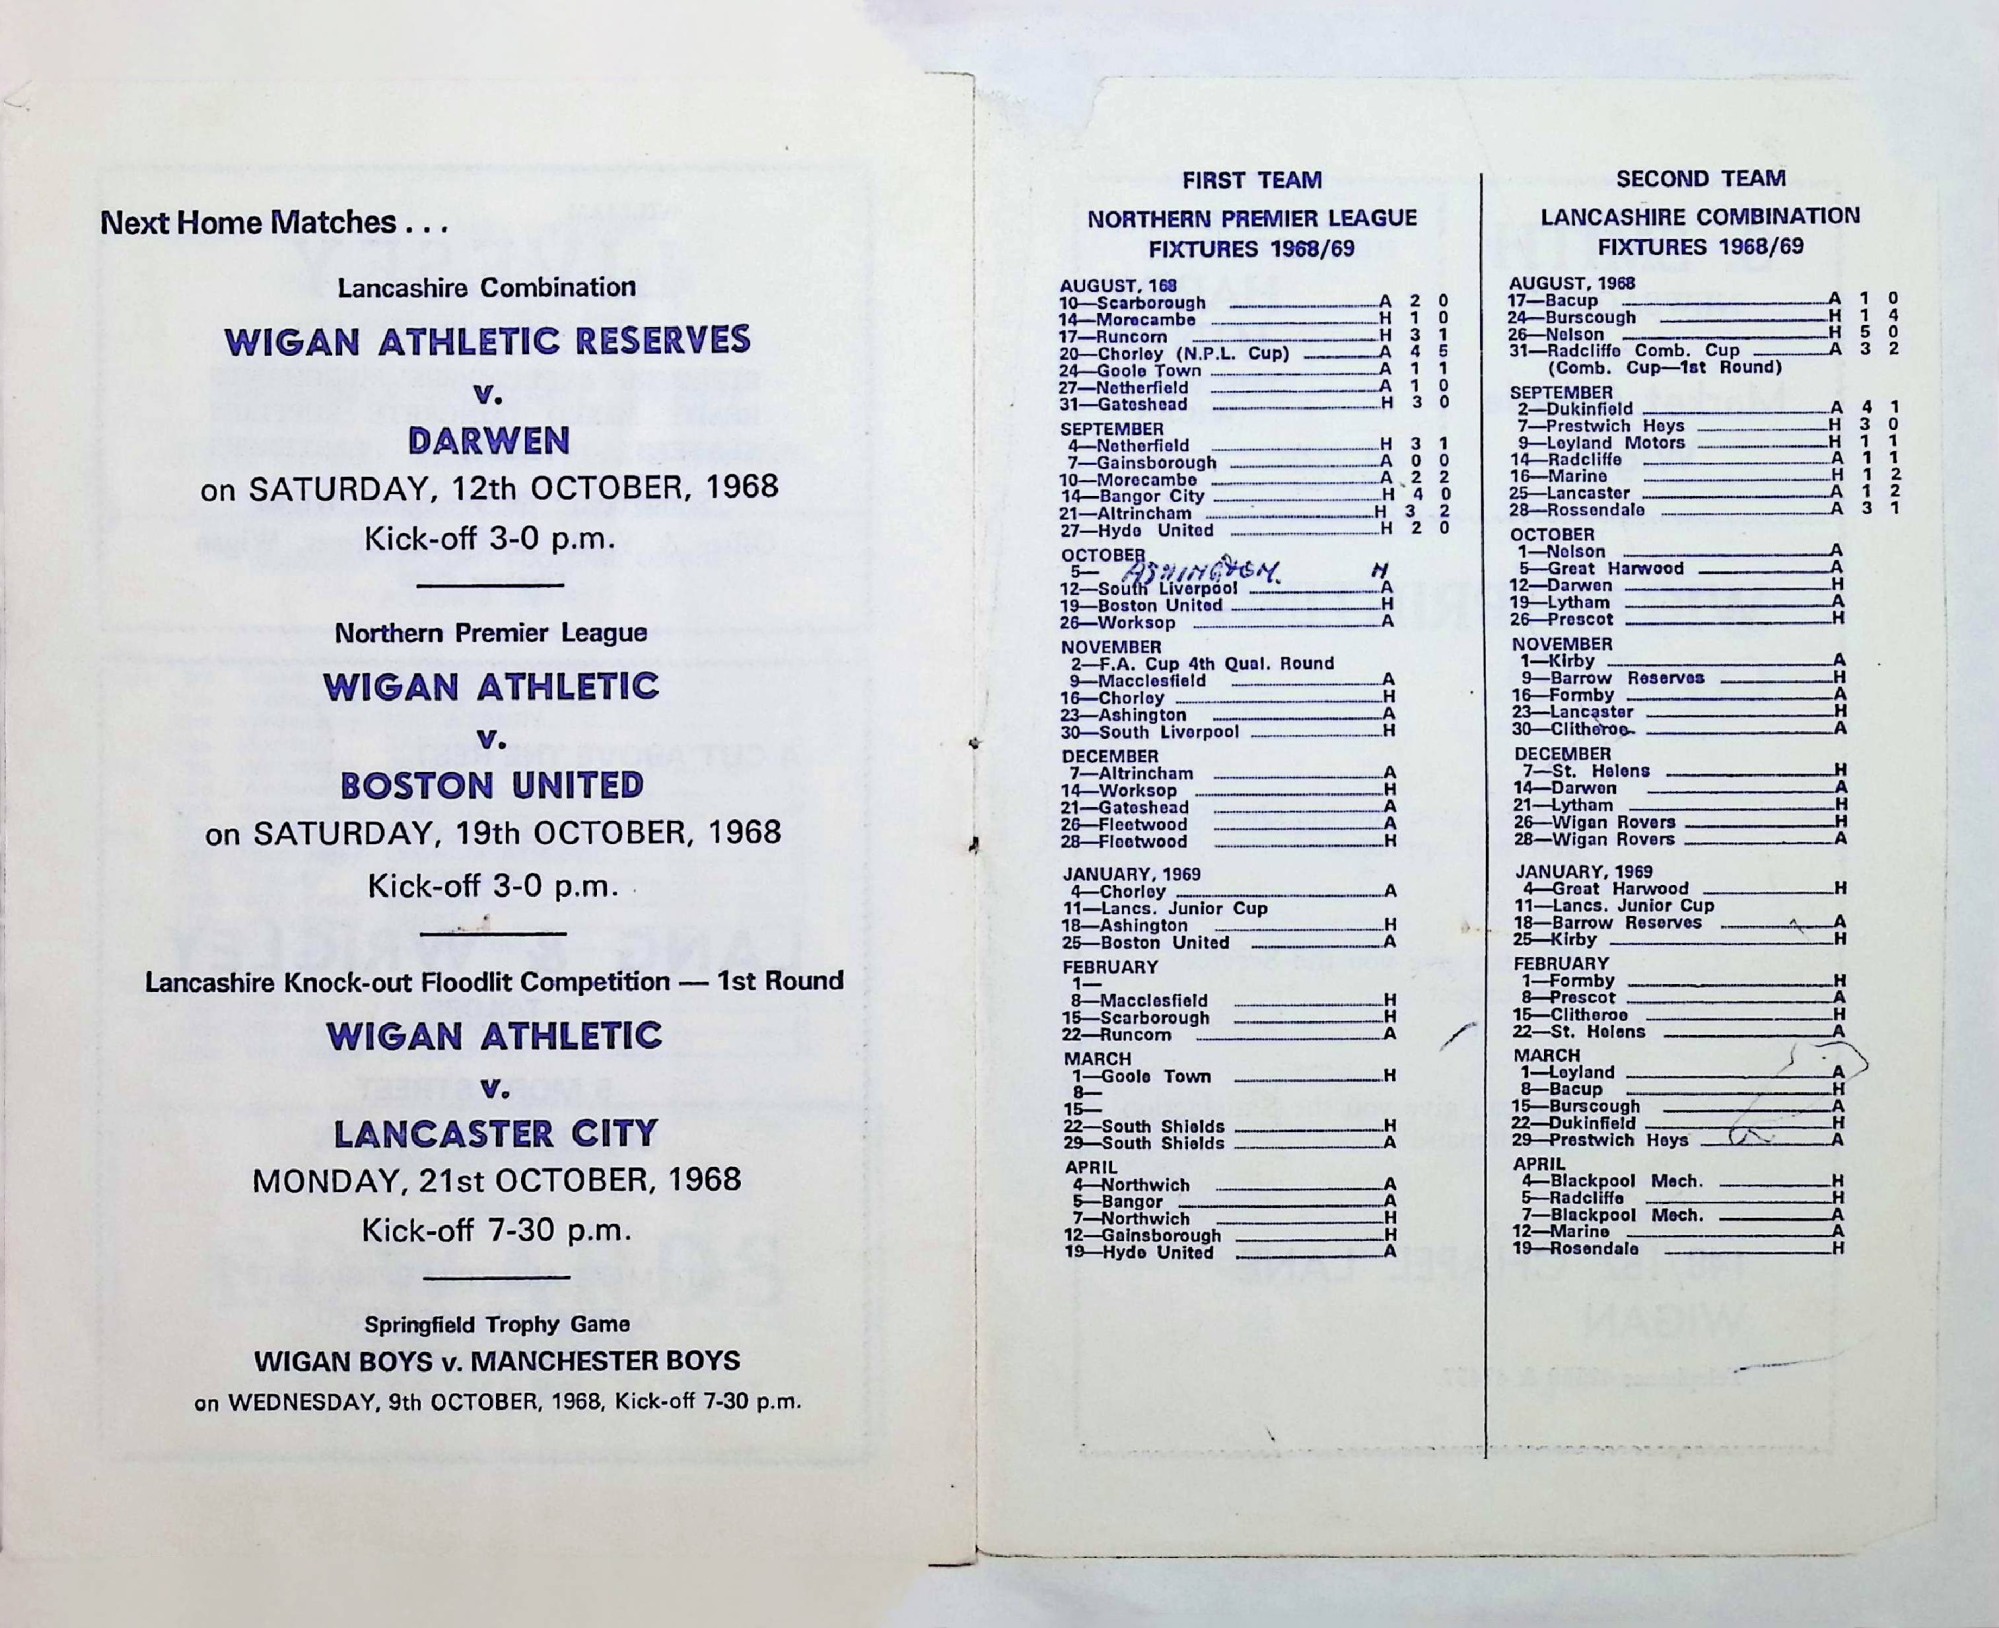 Next Home Matches . . .
Lancashire Combination
WIGAN ATHLETIC RESERVES
v.
DARWEN
on SATURDAY, 12th OCTOBER, 1968
Kick-off 3-0 p.m.
Northern Premier League
WIGAN ATHLETIC
v.
BOSTON UNITED
on SATURDAY, 19th OCTOBER, 1968
Kick-off 3-0 p.m.
Lancashire Knock-out Floodlit Competition — 1st Round
WIGAN ATHLETIC
v.
LANCASTER CITY
MONDAY, 21st OCTOBER, 1968
Kick-off 7-30 p.m.
Springfield Trophy Game
WIGAN BOYS v. MANCHESTER BOYS
on WEDNESDAY, 9th OCTOBER, 1968, Kick-off 7-30 p.m.
FIRST TEAM
NORTHERN PREMIER LEAGUE
FIXTURES 1968/69
AUGUST, 168
10—Scarborough A 2 0
14—Morecambe H 1 0
17—Runcorn H 3 1
20—Chorley (N.P.L. Cup) A 4 5
24—Goole Town A 1 1
27—Netherfield A 1 0
31—Gateshead H 3 0
SEPTEMBER
4—Netherfield H 3 1
7—Gainsborough A 0 0
10—Morecambe A 2 2
14—Bangor City H 4 0
21—Altrincham H 3 2
27—Hyde United H 2 0
OCTOBER
5— ASHINGTON. H
12—South Liverpool A
19—Boston United H
26—Worksop A
NOVEMBER
2—F.A. Cup 4th Qual. Round
9—Macclesfield A
16—Chorley H
23—Ashington A
30—South Liverpool H
DECEMBER
7—Altrincham A
14—Worksop H
21—Gateshead A
26—Fleetwood A
28—Fleetwood H
JANUARY, 1969
4—Chorley A
11—Lancs. Junior Cup
18—Ashington H
25—Boston United A
FEBRUARY
1—
8—Macclesfield H
15—Scarborough H
22—Runcorn A
MARCH
1—Goole Town H
8—
15—
22—South Shields H
29—South Shields A
APRIL
4—Northwich A
5—Bangor A
7—Northwich H
12—Gainsborough H
19—Hyde United A
SECOND TEAM
LANCASHIRE COMBINATION
FIXTURES 1968/69
AUGUST, 1968
17—Bacup A 1 0
24—Burscough H 1 4
26—Nelson H 5 0
31—Radcliffe Comb. Cup A 3 2
(Comb. Cup—1st Round)
SEPTEMBER
2—Dukinfield A 4 1
7—Prestwich Heys H 3 0
9—Leyland Motors H 1 1
14—Radcliffe A 1 1
16—Marine H 1 2
25—Lancaster A 1 2
28—Rossendale A 3 1
OCTOBER
1—Nelson A
5—Great Harwood A
12—Darwen H
19—Lytham A
26—Prescot H
NOVEMBER
1—Kirby A
9—Barrow Reserves H
16—Formby A
23—Lancaster H
30—Clitheroe A
DECEMBER
7—St. Helens H
14—Darwen A
21—Lytham H
26—Wigan Rovers H
28—Wigan Rovers A
JANUARY, 1969
4—Great Harwood H
11—Lancs. Junior Cup
18—Barrow Reserves A
25—Kirby H
FEBRUARY
1—Formby H
8—Prescot A
15—Clitheroe H
22—St. Helens A
MARCH
1—Leyland A
8—Bacup H
15—Burscough A
22—Dukinfield H
29—Prestwich Heys A
APRIL
4—Blackpool Mech. H
5—Radcliffe H
7—Blackpool Mech. A
12—Marine A
19—Rosendale H